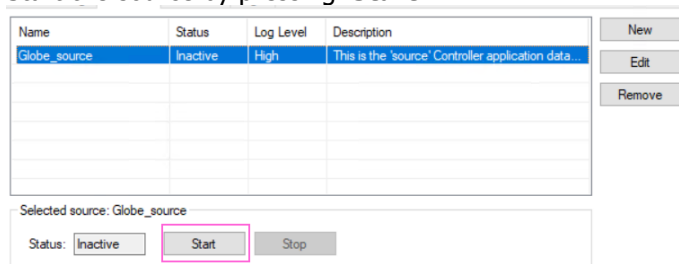 Name Status Log Level Description New
Globe_source Inactive High This is the 'source' Controller application data... Edit
Remove
Selected source: Globe_source
Status: Inactive Start Stop